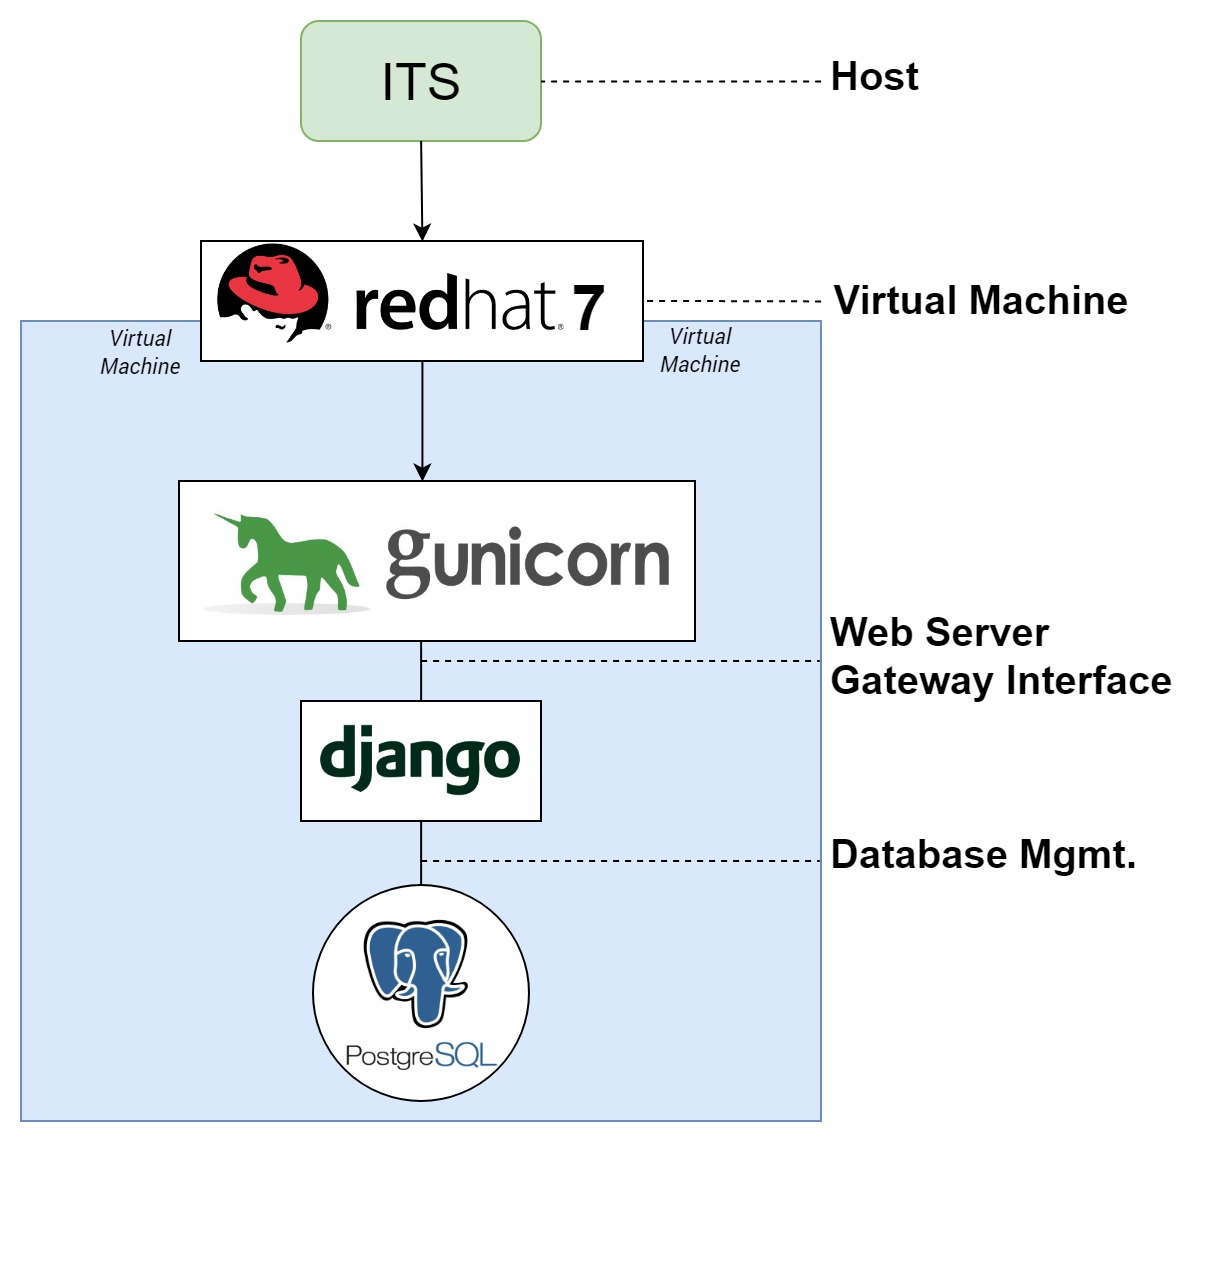 ITS
Host
redhat. 7
Virtual Machine
Virtual
Machine
Virtual
Machine
gunicorn
Web Server
Gateway Interface
django
Database Mgmt.
PostgreSQL